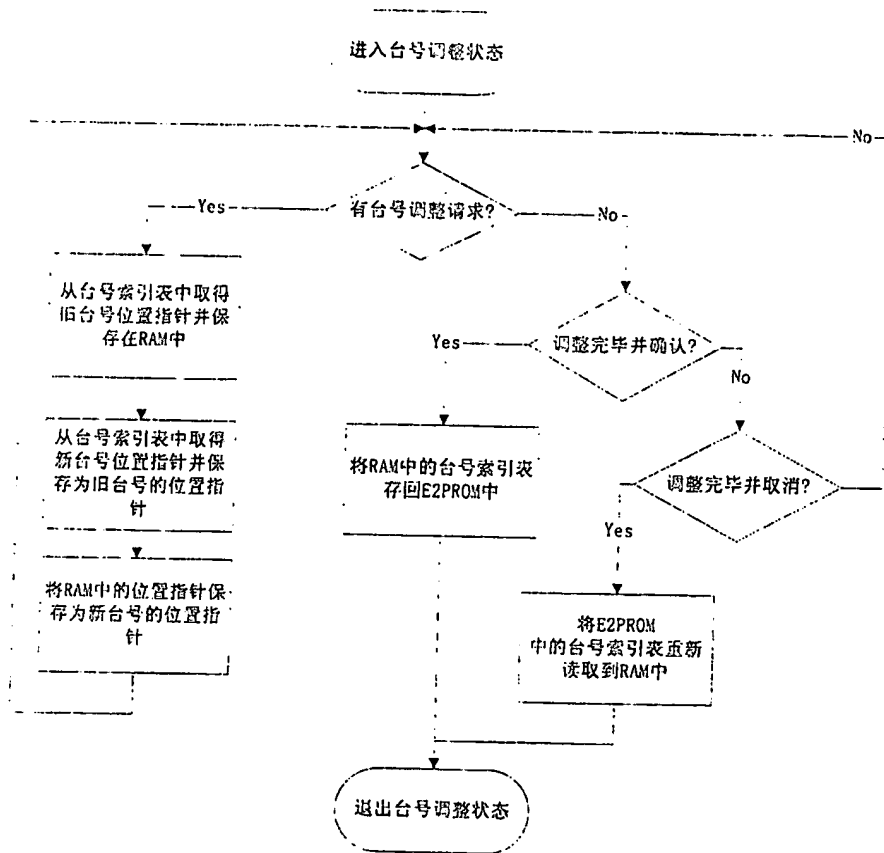 进入台号调整状态
No
有台号调整请求?
Yes
No
从台号索引表中取得
旧台号位置指针并保
存在RAM中
调整完毕并确认?
Yes
No
从台号索引表中取得
新台号位置指针并保
存为旧台号的位置指
针
将RAM中的台号索引表
存回E2PROM中
调整完毕并取消?
Yes
将RAM中的位置指针保
存为新台号的位置指
针
将E2PROM
中的台号索引表重新
读取到RAM中
退出台号调整状态